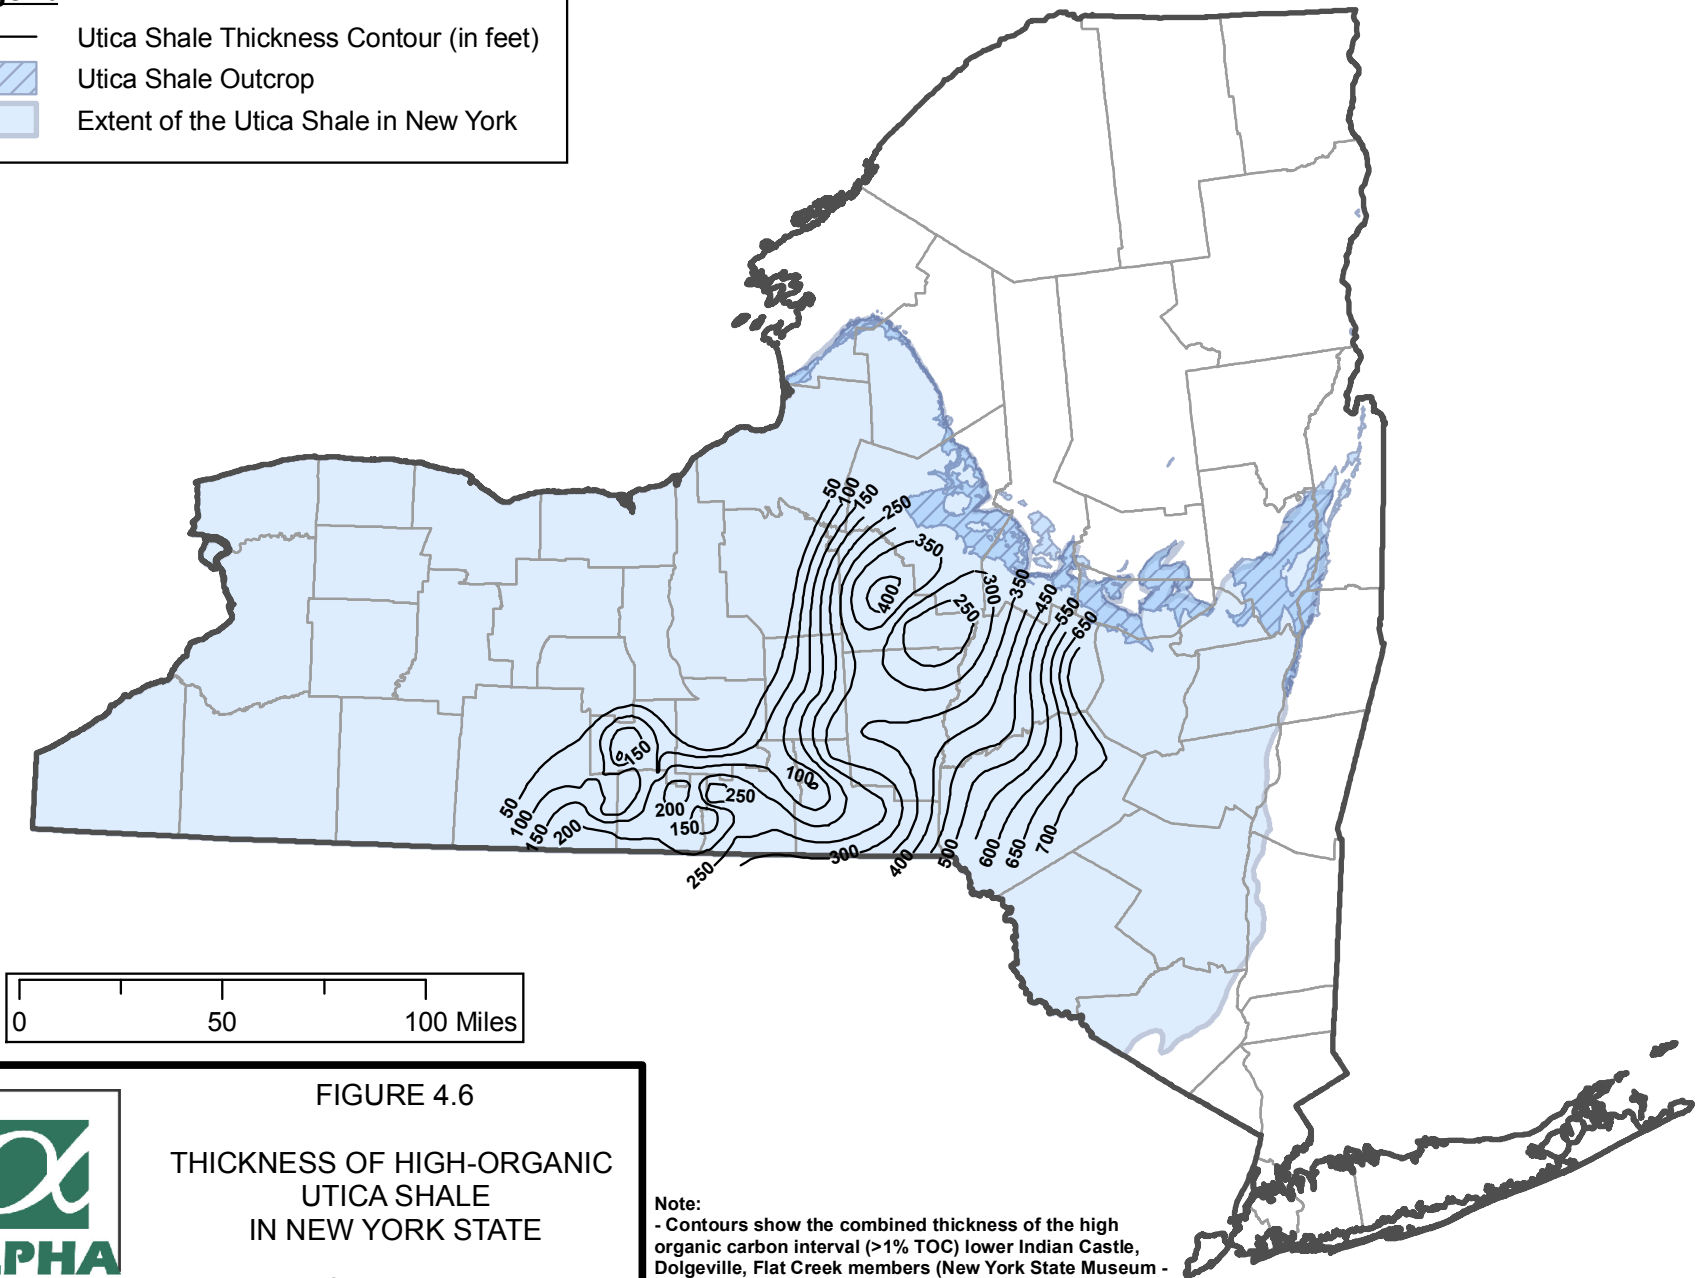 Utica Shale Thickness Contour (in feet)
Utica Shale Outcrop
Extent of the Utica Shale in New York
50
100
150
250
350
400
250
300
350
450
550
650
150
50
100
150
200
200
150
250
100
250
300
400
500
600
650
700
0 50 100 Miles
FIGURE 4.6
THICKNESS OF HIGH-ORGANIC
UTICA SHALE
IN NEW YORK STATE
LPHA
Note:
- Contours show the combined thickness of the high
organic carbon interval (>1% TOC) lower Indian Castle,
Dolgeville, Flat Creek members (New York State Museum -